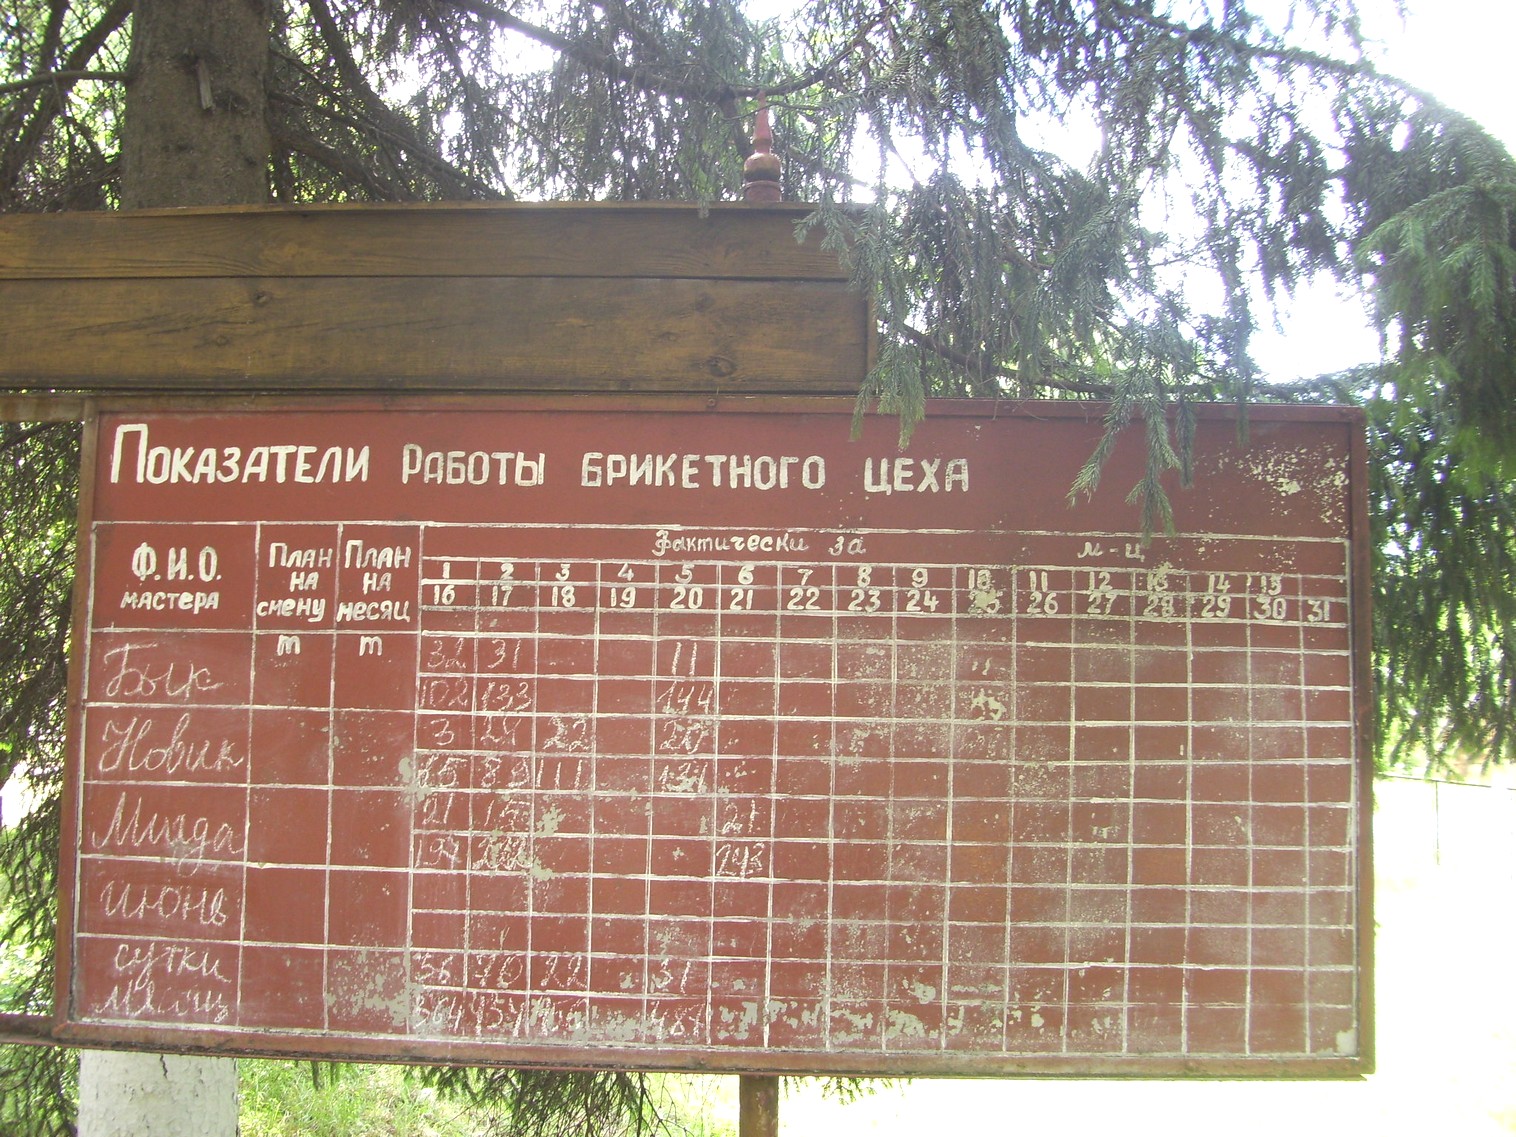 ПОКАЗАТЕЛИ РАБОТЫ БРИКЕТНОГО ЦЕХА
Ф.И.О. МАСТЕРА
ПЛАН НА СМЕНУ
ПЛАН НА МЕСЯЦ
Фактически за м-ц
1 2 3 4 5 6 7 8 9 10 11 12 13 14 15
16 17 18 19 20 21 22 23 24 25 26 27 28 29 30 31
т т
Бык 32 31 11
102 133 144
Новик 3 22 20
111 131
21 21
243
Июнь
сутки 56 70 22 31
месяц